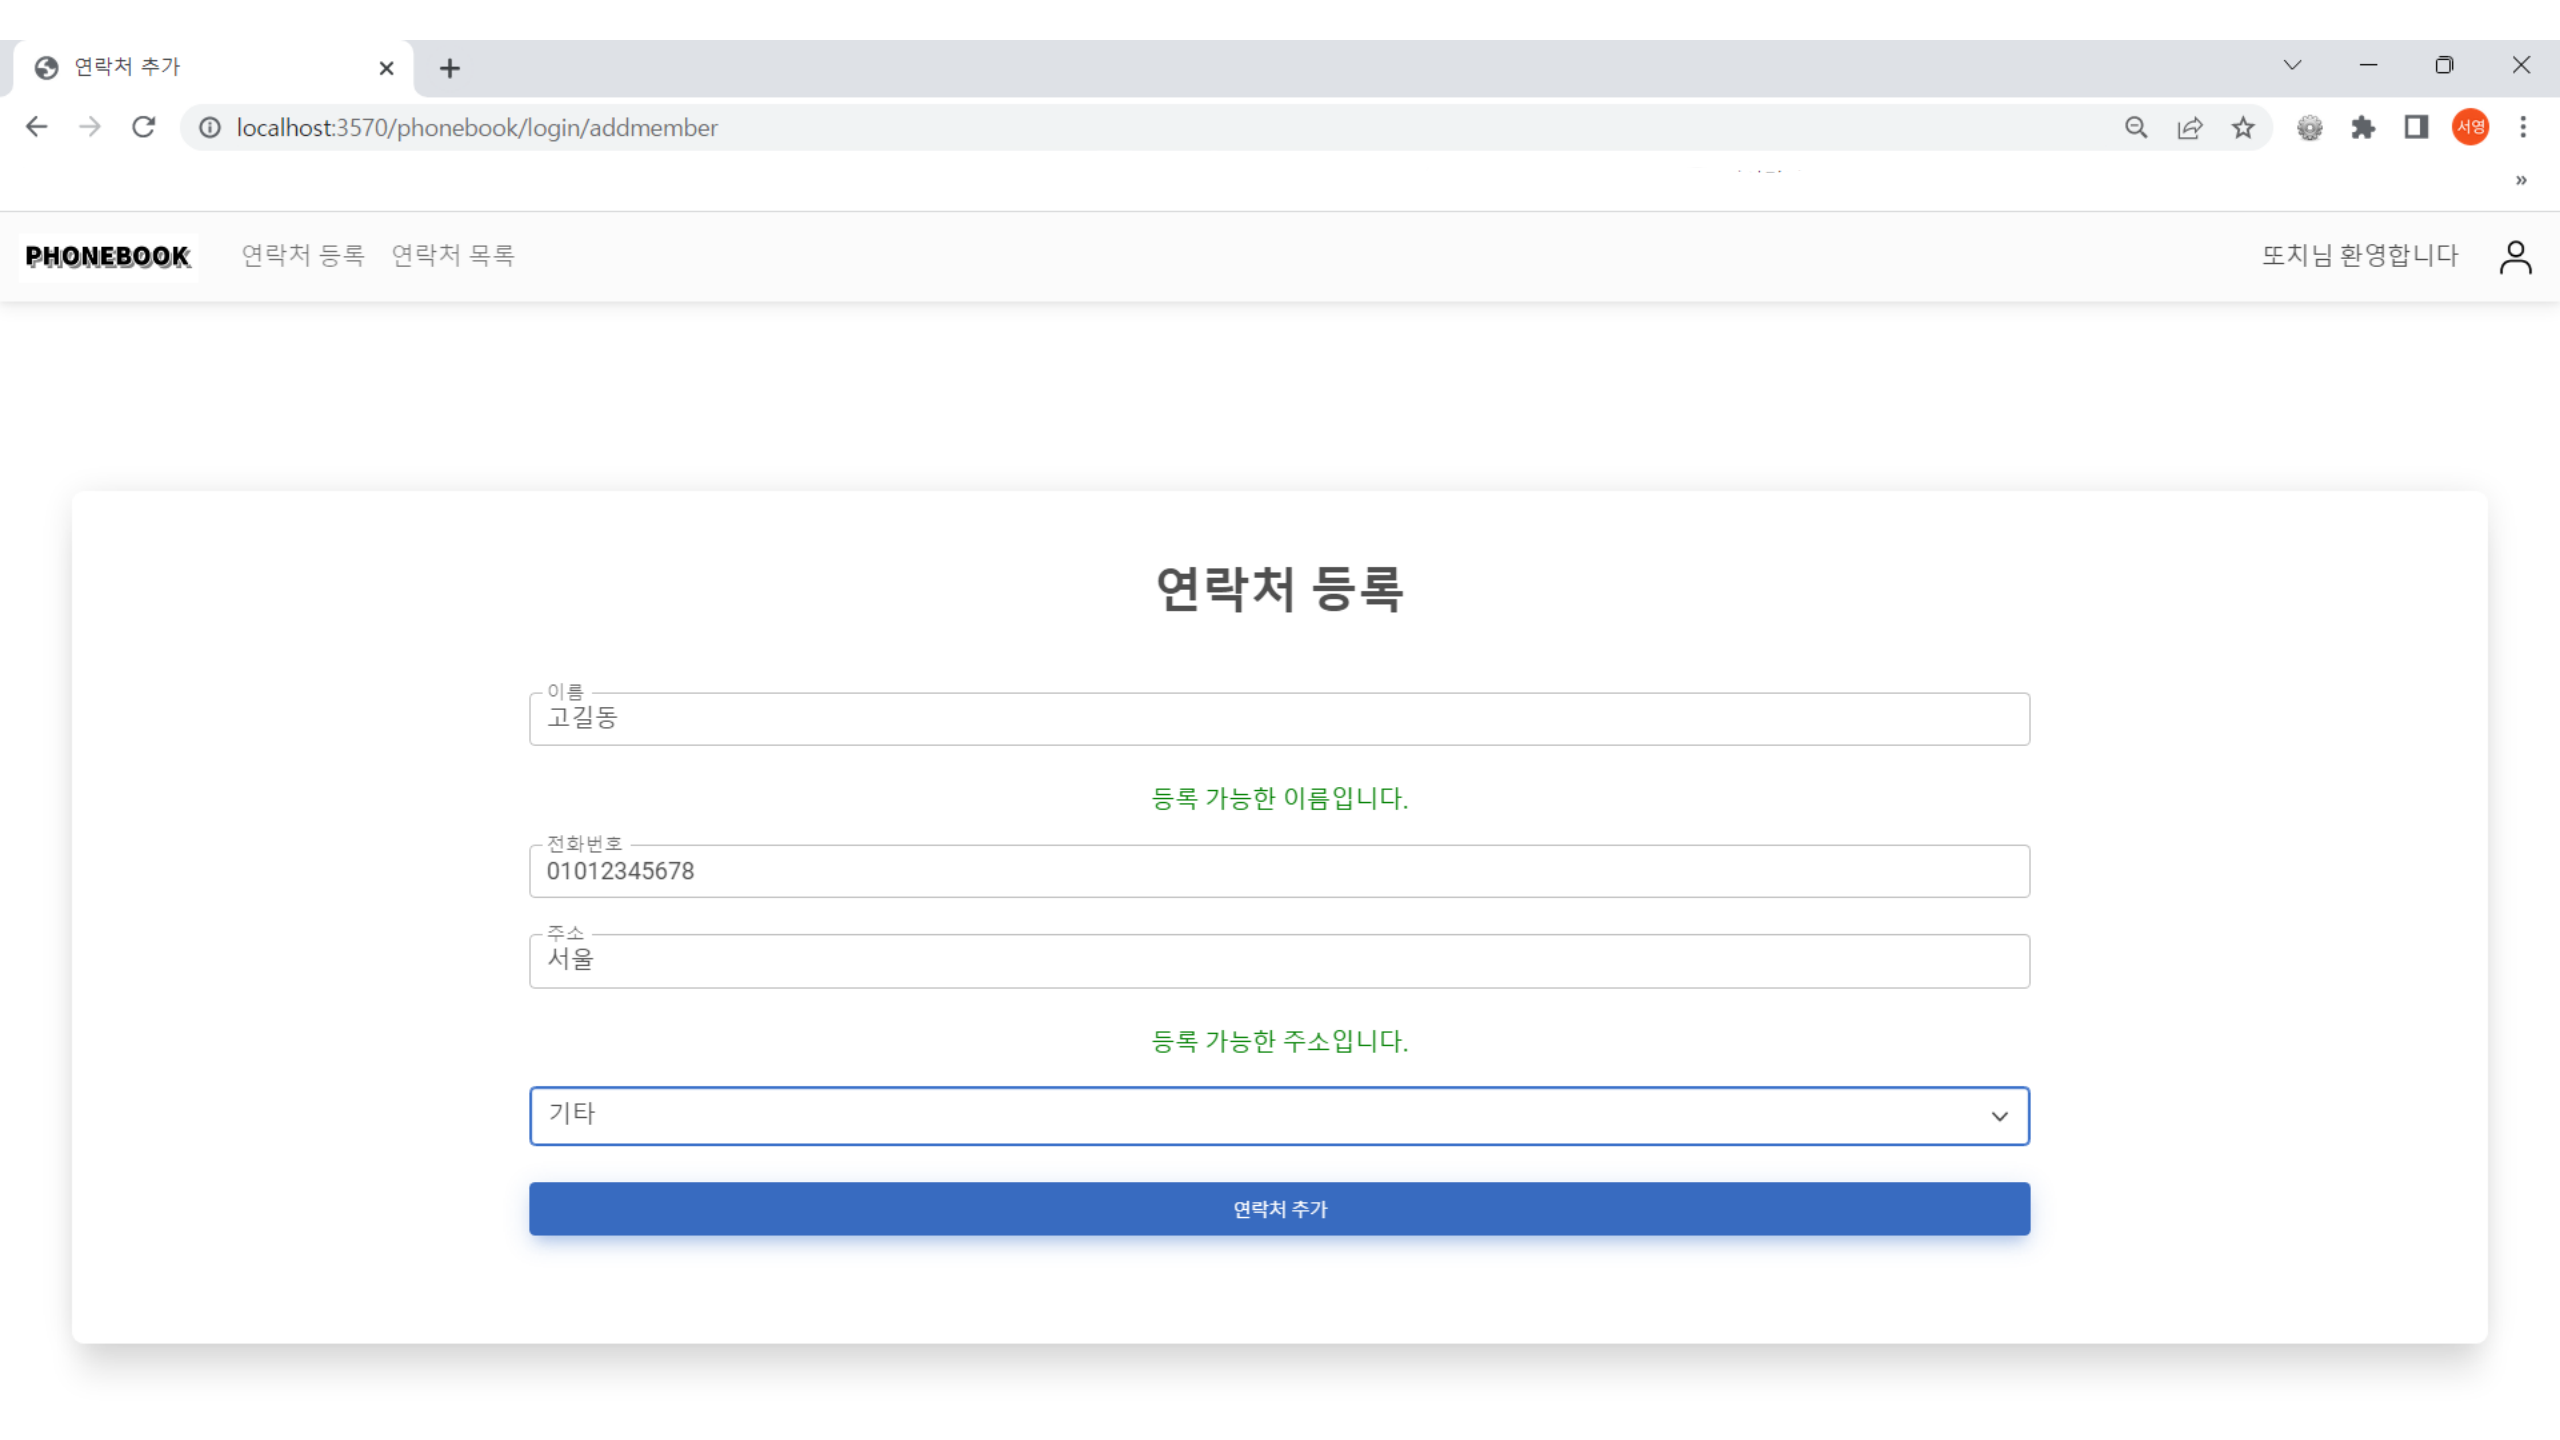 연락처 추가
localhost:3570/phonebook/login/addmember
서영
»
PHONEBOOK 연락처 등록 연락처 목록 또치님 환영합니다
연락처 등록
이름
고길동
등록 가능한 이름입니다.
전화번호
01012345678
주소
서울
등록 가능한 주소입니다.
기타
연락처 추가